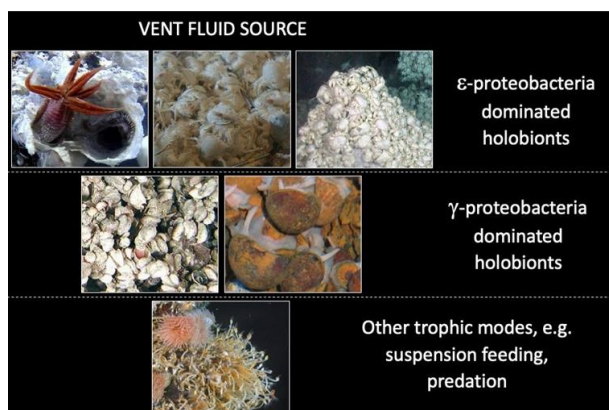 VENT FLUID SOURCE
ε-proteobacteria
dominated
holobionts
γ-proteobacteria
dominated
holobionts
Other trophic modes, e.g.
suspension feeding,
predation